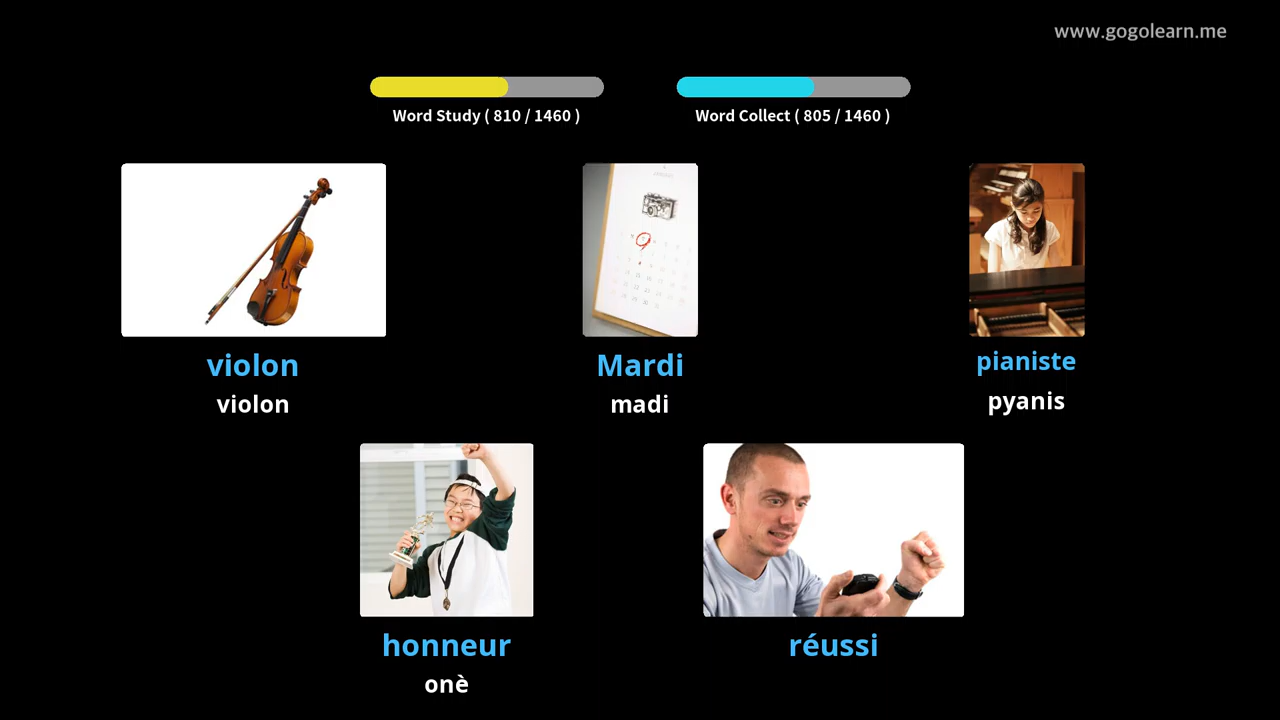 www.gogolearn.me
Word Study ( 810 / 1460 )
Word Collect ( 805 / 1460 )
violon
violon
Mardi
madi
pianiste
pyanis
honneur
onè
réussi